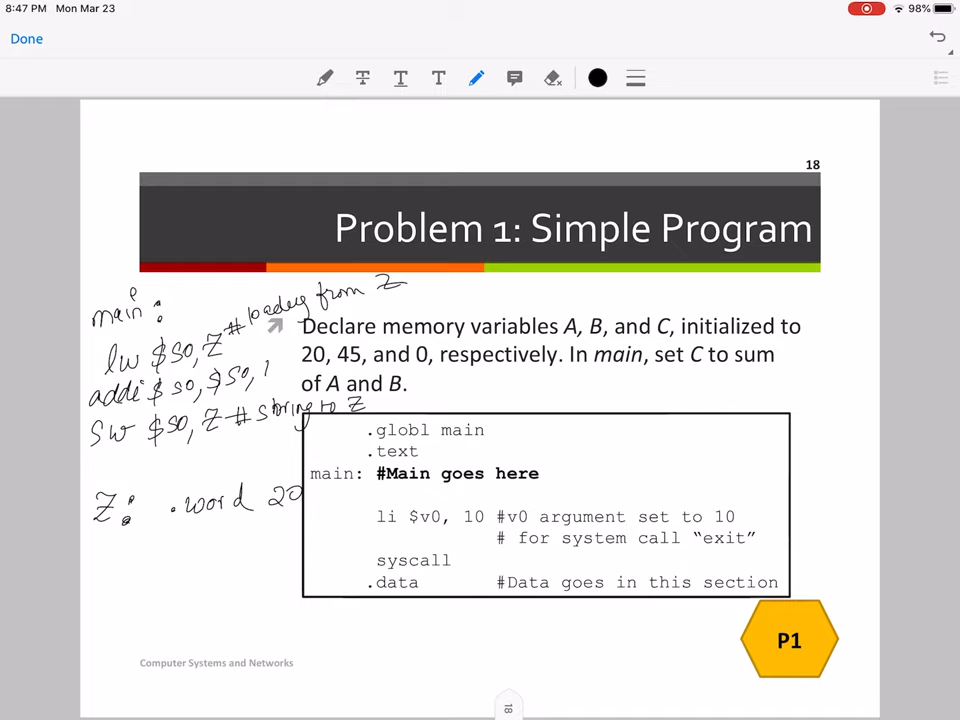 8:47 PM Mon Mar 23
98%
Done
18
Problem 1: Simple Program
main:
lw $s0, Z # loading from Z
addi $s0, $s0, 1
sw $s0, Z # storing to Z
Z: .word 20
Declare memory variables A, B, and C, initialized to
20, 45, and 0, respectively. In main, set C to sum
of A and B.
.globl main
.text
main: #Main goes here
li $v0, 10 #v0 argument set to 10
# for system call “exit”
syscall
.data #Data goes in this section
P1
Computer Systems and Networks
18